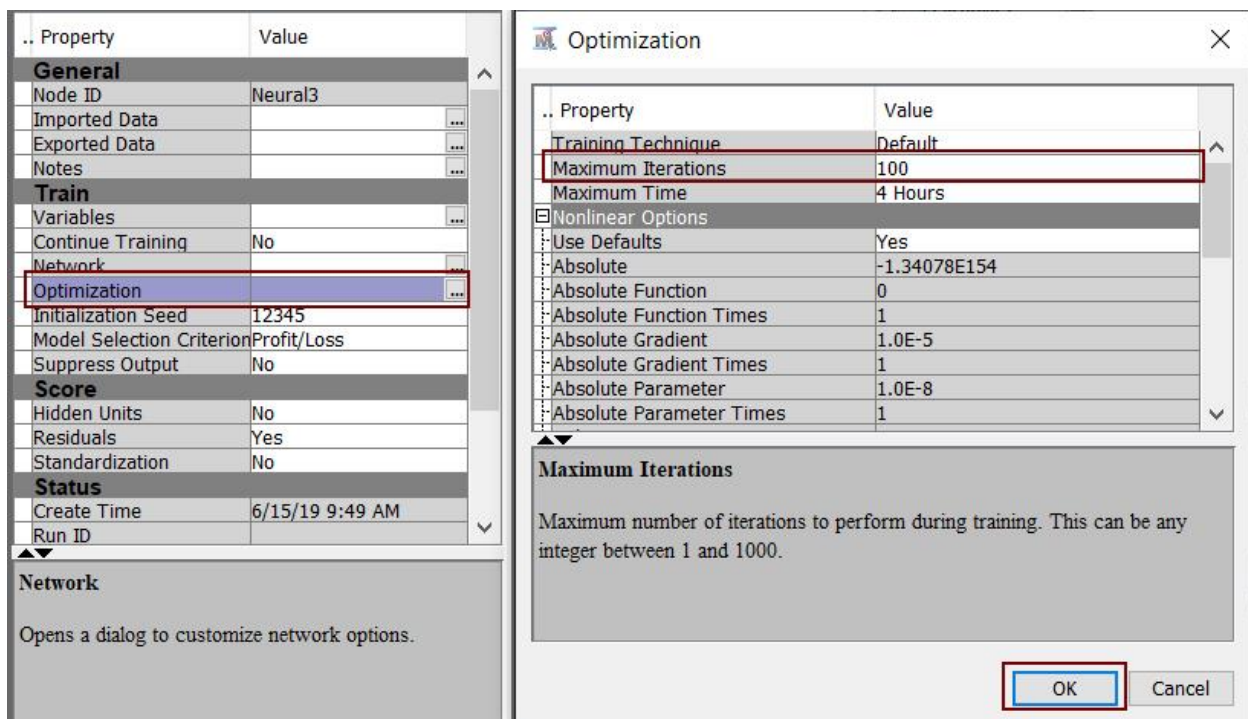 .. Property Value
General
Node ID Neural3
Imported Data ...
Exported Data ...
Notes ...
Train
Variables ...
Continue Training No
Network ...
Optimization ...
Initialization Seed 12345
Model Selection Criterion Profit/Loss
Suppress Output No
Score
Hidden Units No
Residuals Yes
Standardization No
Status
Create Time 6/15/19 9:49 AM
Run ID
Network
Opens a dialog to customize network options.
Optimization
.. Property Value
Training Technique Default
Maximum Iterations 100
Maximum Time 4 Hours
Nonlinear Options
Use Defaults Yes
Absolute -1.34078E154
Absolute Function 0
Absolute Function Times 1
Absolute Gradient 1.0E-5
Absolute Gradient Times 1
Absolute Parameter 1.0E-8
Absolute Parameter Times 1
Maximum Iterations
Maximum number of iterations to perform during training. This can be any
integer between 1 and 1000.
OK Cancel